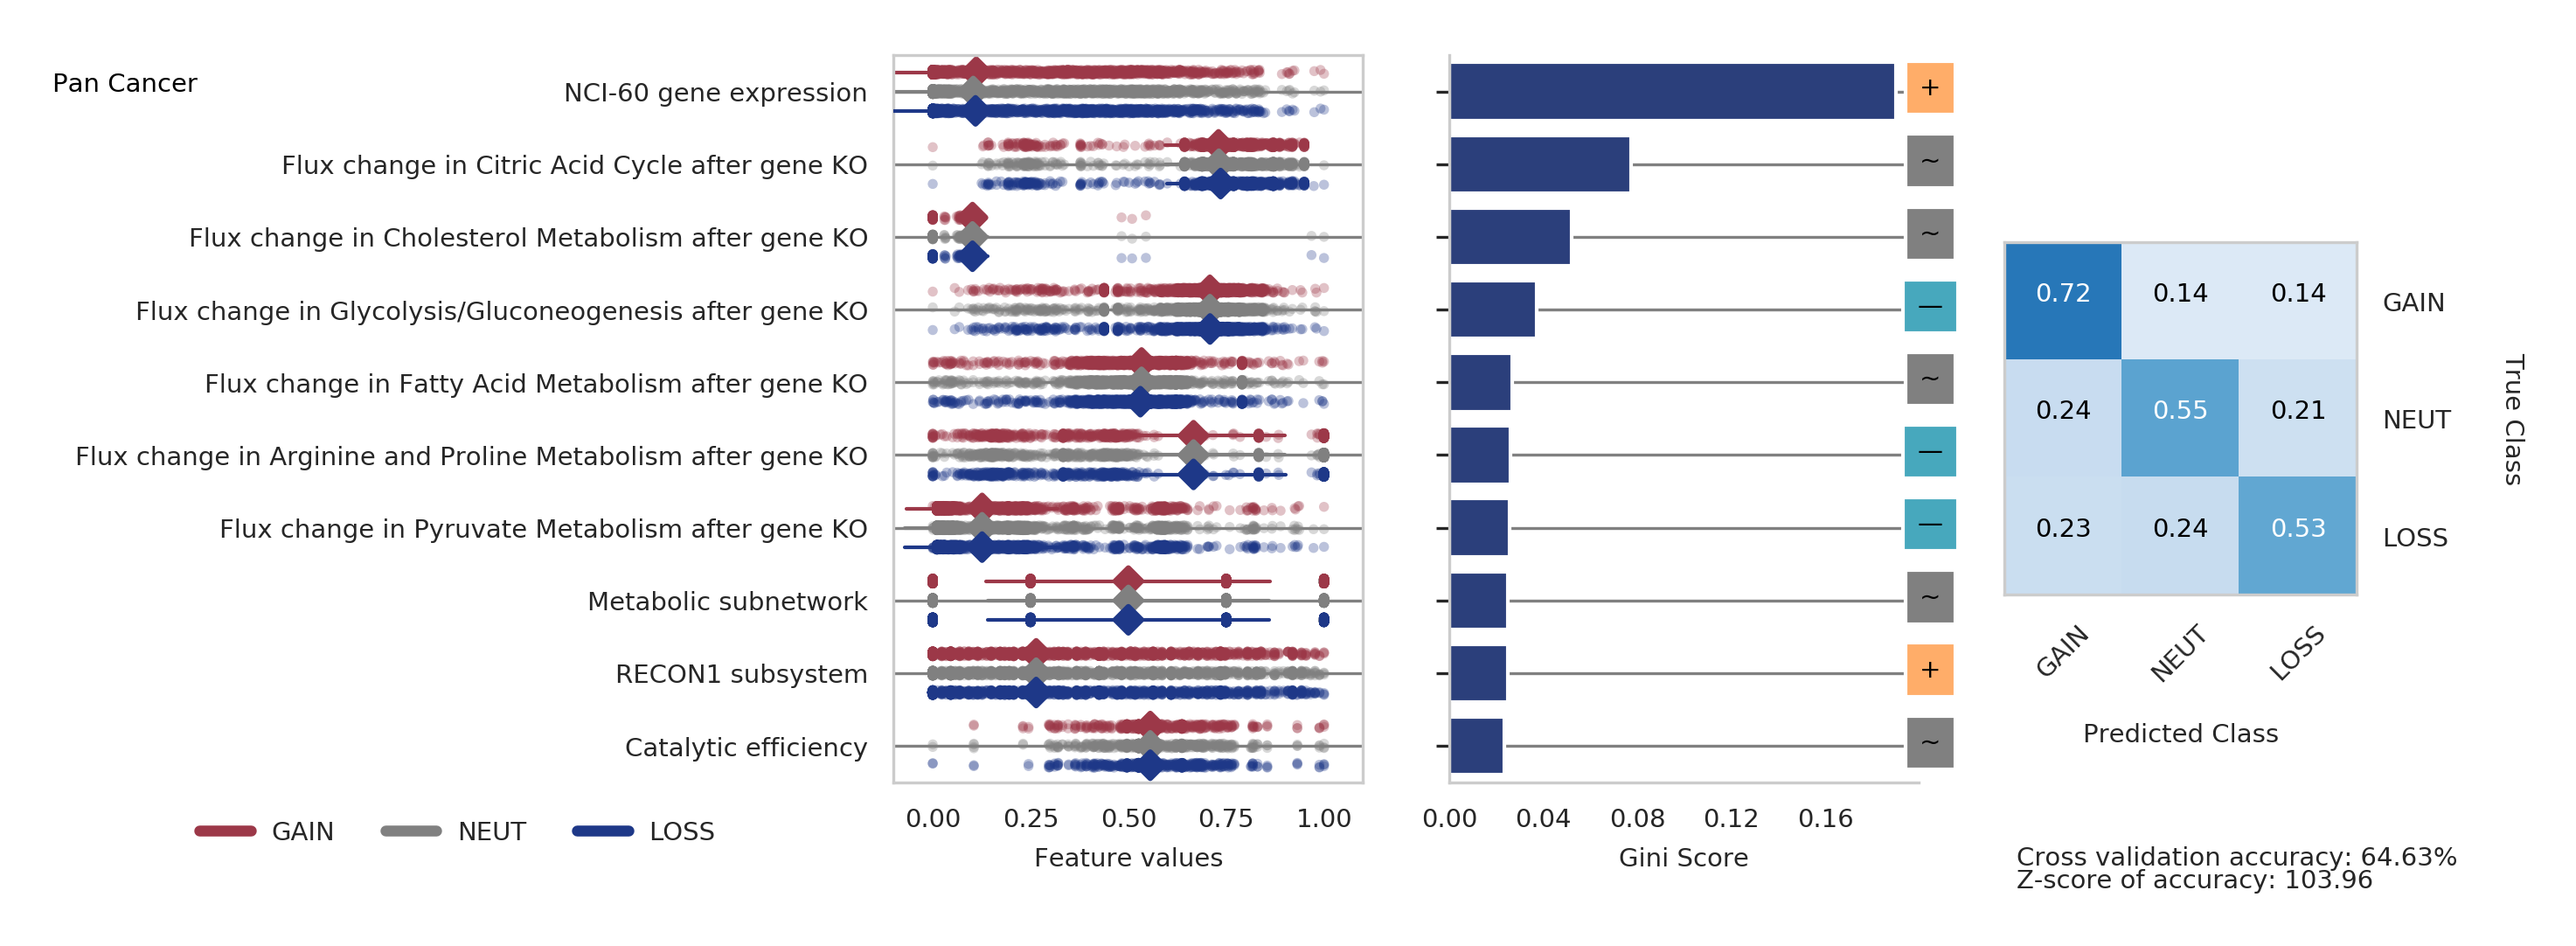 Pan Cancer
NCI-60 gene expression
+
Flux change in Citric Acid Cycle after gene KO
~
Flux change in Cholesterol Metabolism after gene KO
~
Flux change in Glycolysis/Gluconeogenesis after gene KO
—
Flux change in Fatty Acid Metabolism after gene KO
~
Flux change in Arginine and Proline Metabolism after gene KO
—
Flux change in Pyruvate Metabolism after gene KO
—
Metabolic subnetwork
~
RECON1 subsystem
+
Catalytic efficiency
~
GAIN NEUT LOSS
0.00 0.25 0.50 0.75 1.00
Feature values
0.00 0.04 0.08 0.12 0.16
Gini Score
0.72 0.14 0.14 GAIN
0.24 0.55 0.21 NEUT
0.23 0.24 0.53 LOSS
True Class
GAIN NEUT LOSS
Predicted Class
Cross validation accuracy: 64.63%
Z-score of accuracy: 103.96